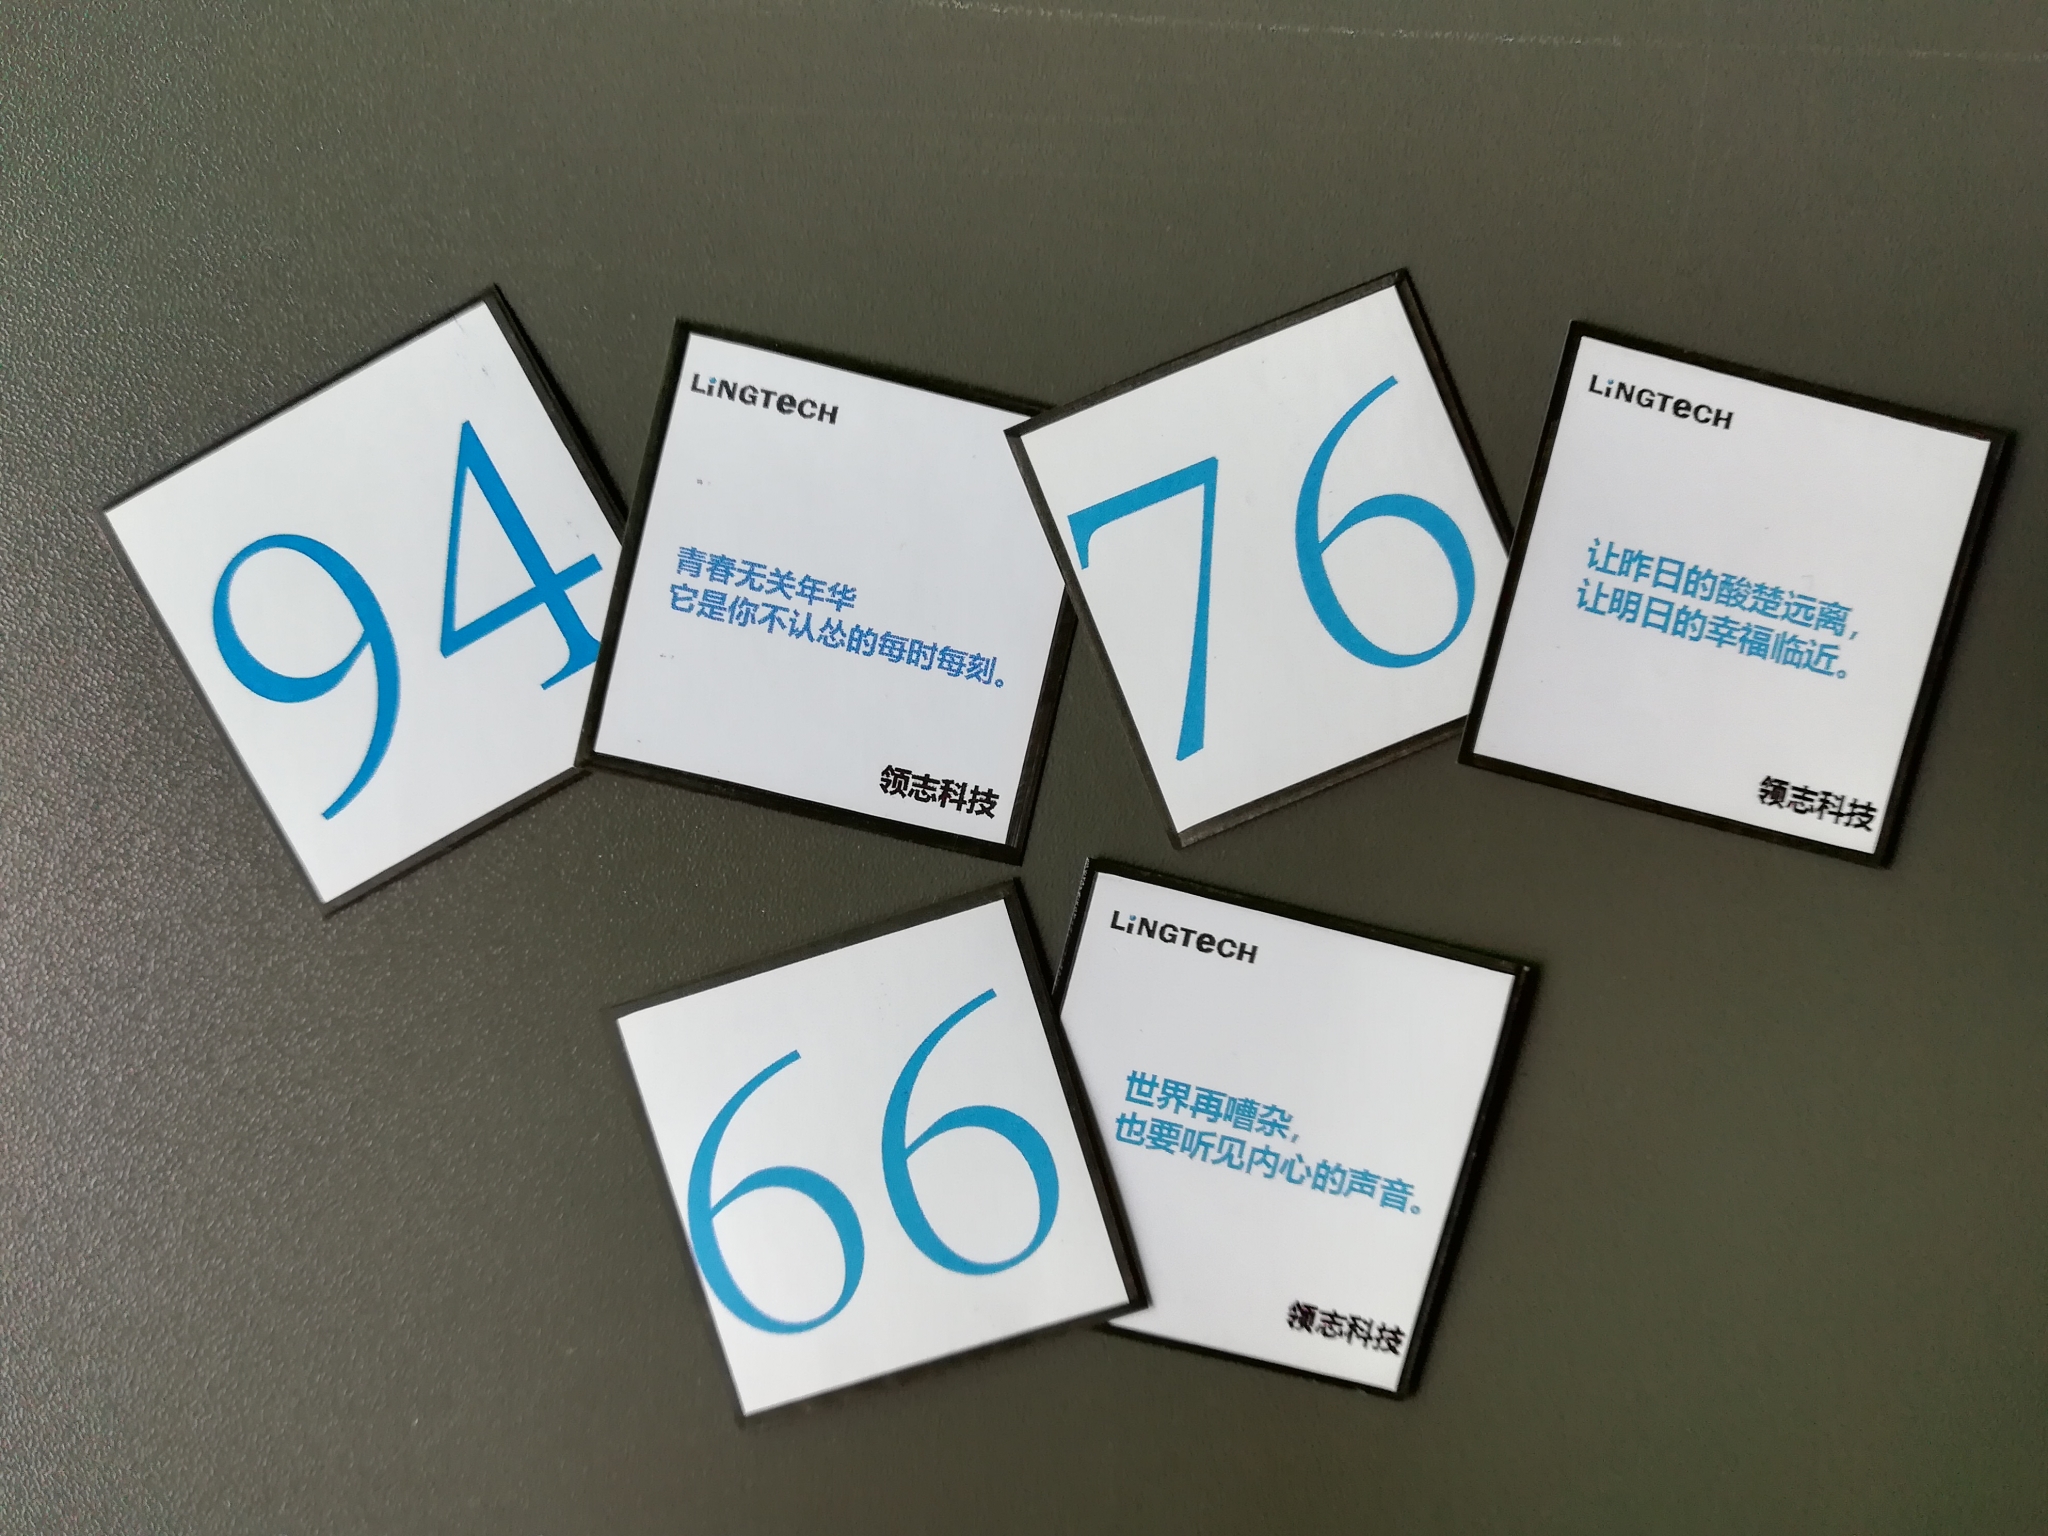 94
LiNGTeCH
青春无关年华
它是你不认怂的每时每刻。
领志科技
76
LiNGTeCH
让昨日的酸楚远离,
让明日的幸福临近。
领志科技
66
LiNGTeCH
世界再嘈杂,
也要听见内心的声音。
领志科技